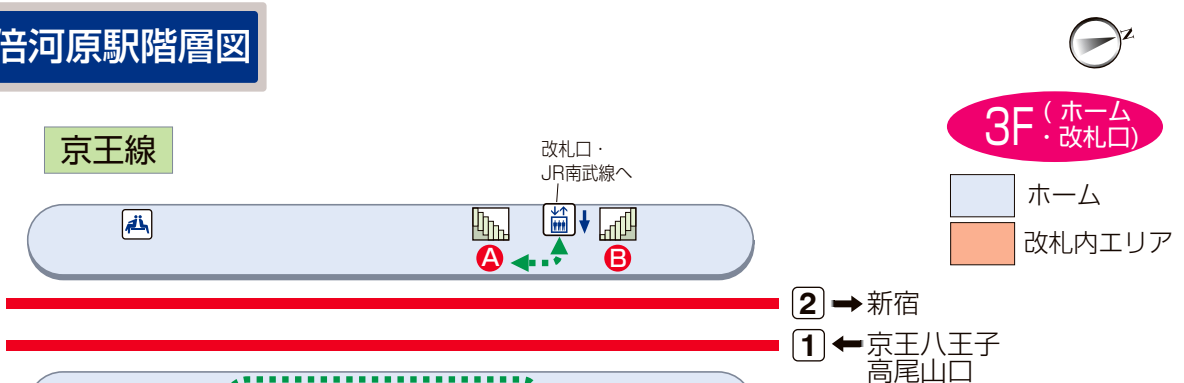 倍河原駅階層図
N
3F(ホーム・改札口)
京王線
改札口・
JR南武線へ
ホーム
改札内エリア
A
B
2 → 新宿
1 ← 京王八王子
高尾山口